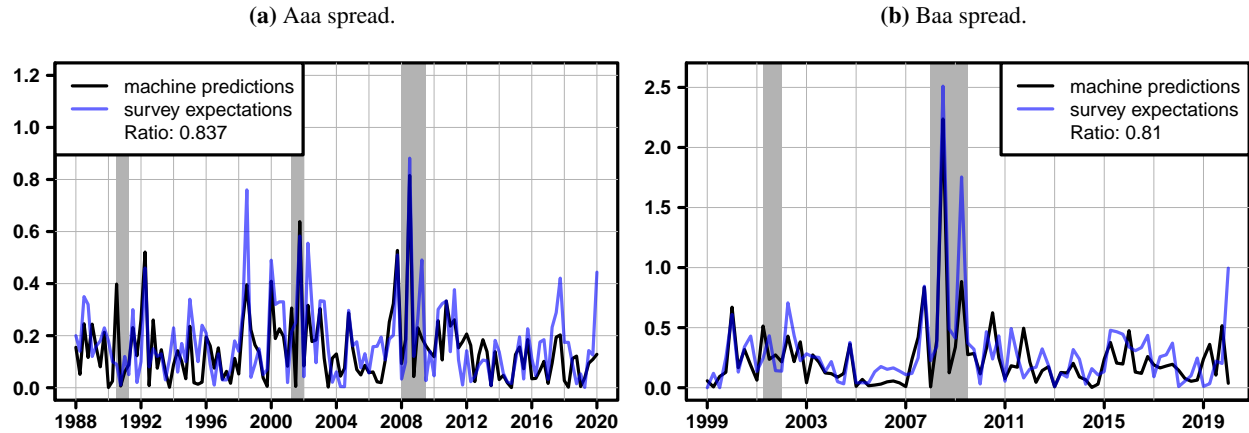 (a) Aaa spread.
machine predictions
survey expectations
Ratio: 0.837
1.2
1.0
0.8
0.6
0.4
0.2
0.0
1988 1992 1996 2000 2004 2008 2012 2016 2020
(b) Baa spread.
machine predictions
survey expectations
Ratio: 0.81
2.5
2.0
1.5
1.0
0.5
0.0
1999 2003 2007 2011 2015 2019